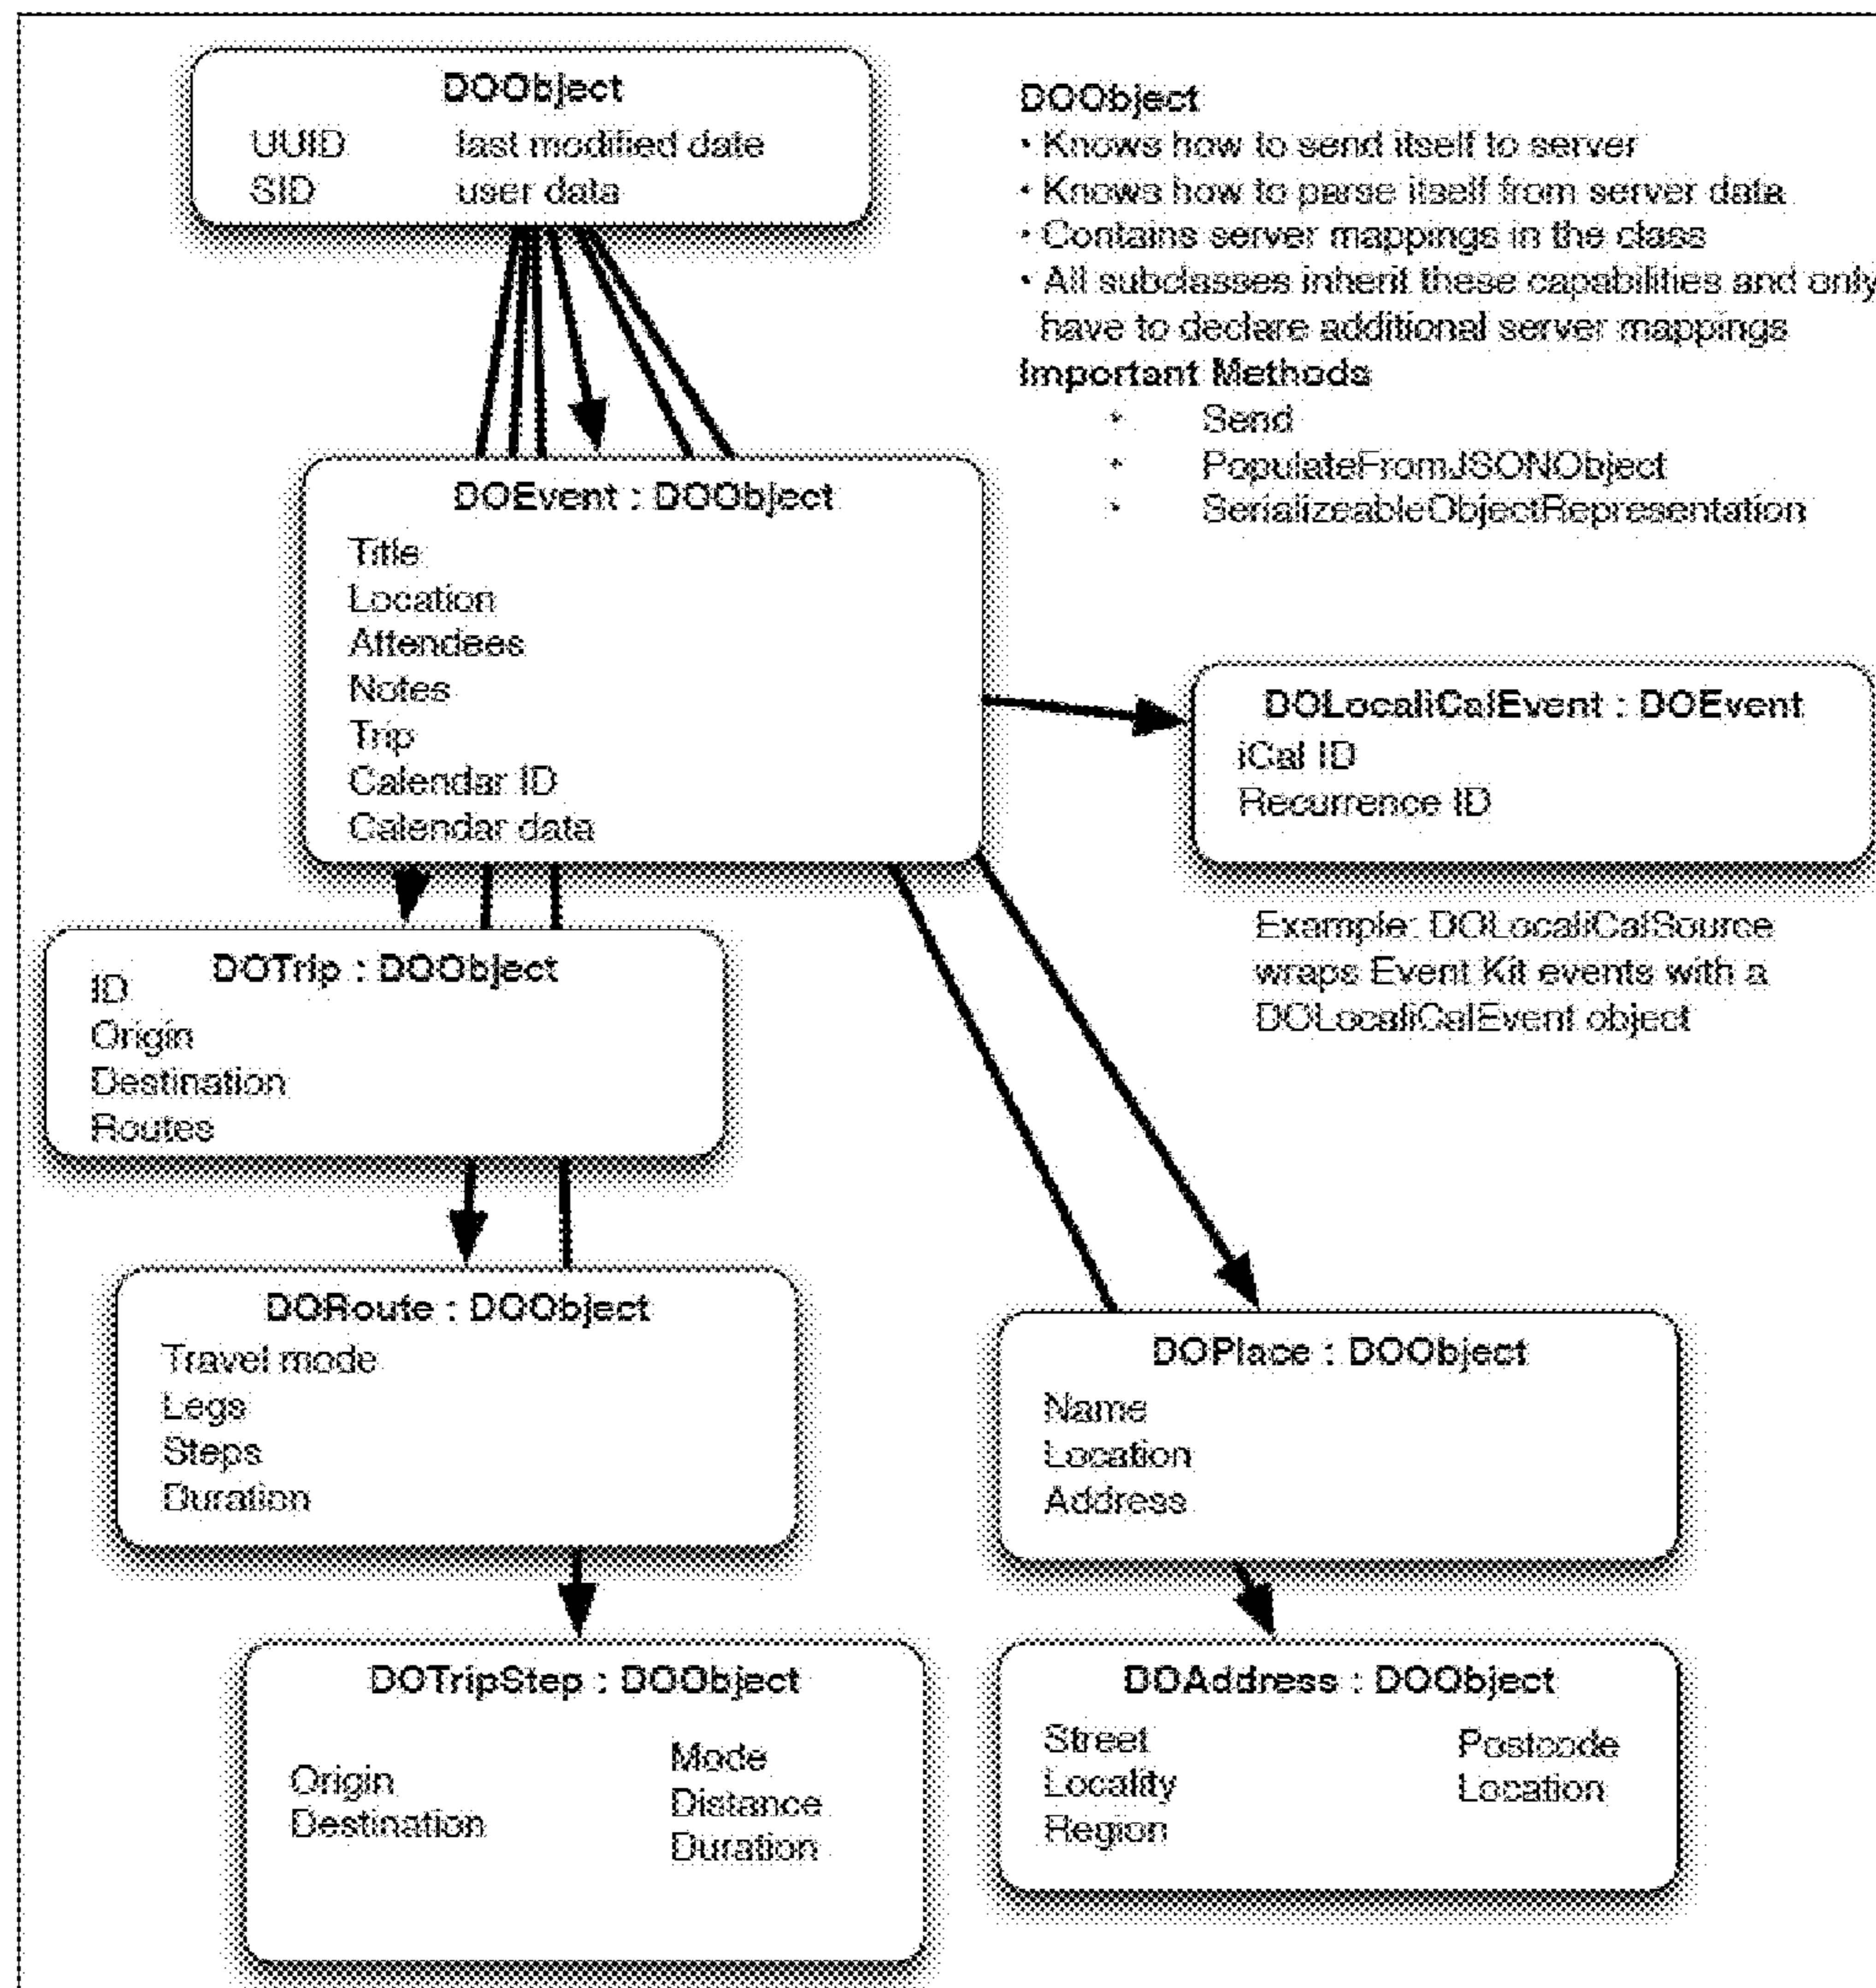 DOObject
UUID last modified date
SID user data
DOObject
• Knows how to send itself to server
• Knows how to parse itself from server data
• Contains server mappings in the class
• All subclasses inherit these capabilities and only
have to declare additional server mappings
Important Methods
• Send
• PopulateFromJSONObject
• SerializeableObjectRepresentation
DOEvent : DOObject
Title
Location
Attendees
Notes
Trip
Calendar ID
Calendar data
DOLocaliCalEvent : DOEvent
iCal ID
Recurrence ID
Example: DOLocaliCalSource
wraps Event Kit events with a
DOLocaliCalEvent object
DOTrip : DOObject
ID
Origin
Destination
Routes
DORoute : DOObject
Travel mode
Legs
Steps
Duration
DOPlace : DOObject
Name
Location
Address
DOTripStep : DOObject
Origin
Destination
Mode
Distance
Duration
DOAddress : DOObject
Street
Locality
Region
Postcode
Location